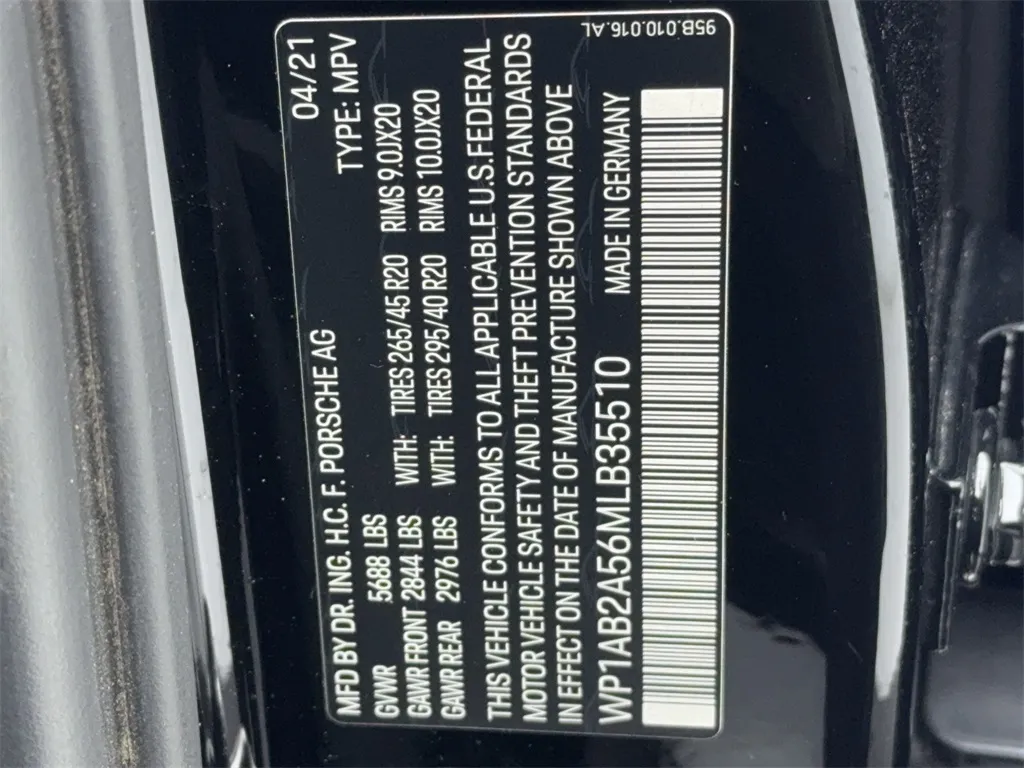 MFD BY DR. ING. H.C. F. PORSCHE AG 04/21
GVWR 5688 LBS TYPE: MPV
GAWR FRONT 2844 LBS WITH: TIRES 265/45 R20 RIMS 9.0JX20
GAWR REAR 2976 LBS WITH: TIRES 295/40 R20 RIMS 10.0JX20
THIS VEHICLE CONFORMS TO ALL APPLICABLE U.S. FEDERAL
MOTOR VEHICLE SAFETY AND THEFT PREVENTION STANDARDS
IN EFFECT ON THE DATE OF MANUFACTURE SHOWN ABOVE
WP1AB2A56MLB35510 MADE IN GERMANY
95B.010.016.AL